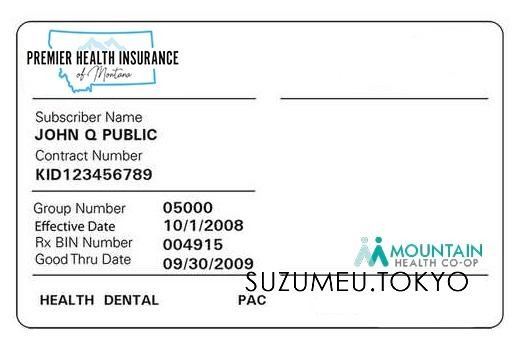 PREMIER HEALTH INSURANCE
of Montana
Subscriber Name
JOHN Q PUBLIC
Contract Number
KID123456789
Group Number 05000
Effective Date 10/1/2008
Rx BIN Number 004915
Good Thru Date 09/30/2009
MOUNTAIN
HEALTH CO-OP
SUZUMEU.TOKYO
HEALTH DENTAL PAC